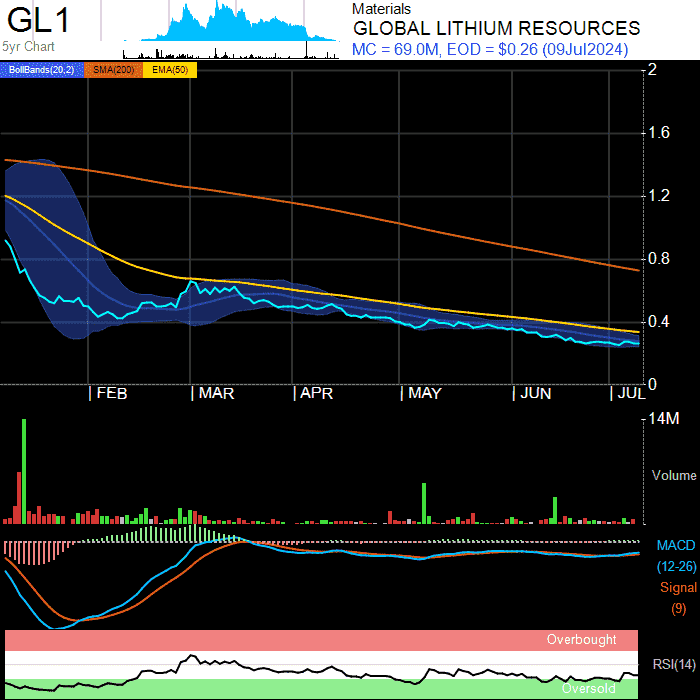 GL1
5yr Chart
Materials
GLOBAL LITHIUM RESOURCES
MC = 69.0M, EOD = $0.26 (09Jul2024)
BollBands(20,2) SMA(200) EMA(50)
2
1.6
1.2
0.8
0.4
0
FEB MAR APR MAY JUN JUL
14M
Volume
MACD
(12-26)
Signal
(9)
Overbought
RSI(14)
Oversold